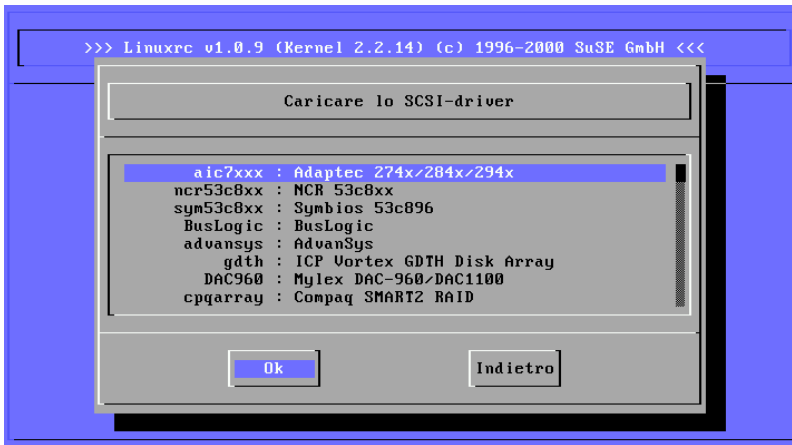 >>> Linuxrc v1.0.9 (Kernel 2.2.14) (c) 1996-2000 SuSE GmbH <<<
Caricare lo SCSI-driver
aic7xxx : Adaptec 274x/284x/294x
ncr53c8xx : NCR 53c8xx
sym53c8xx : Symbios 53c896
BusLogic : BusLogic
advansys : AdvanSys
gdth : ICP Vortex GDTH Disk Array
DAC960 : Mylex DAC-960/DAC1100
cpqarray : Compaq SMART2 RAID
Ok
Indietro